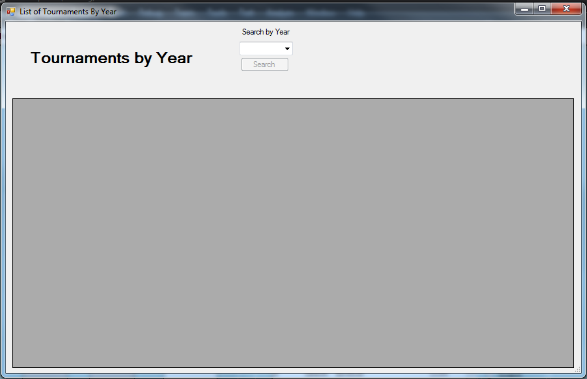 List of Tournaments By Year
Search by Year
Tournaments by Year
Search